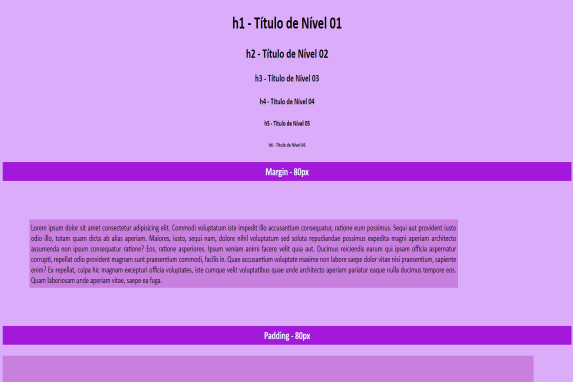 h1 - Título de Nível 01
h2 - Título de Nível 02
h3 - Título de Nível 03
h4 - Título de Nível 04
h5 - Título de Nível 05
h6 - Título de Nível 06
Margin - 80px
Lorem ipsum dolor sit amet consectetur adipisicing elit. Commodi voluptatum iste impedit illo accusantium consequatur, ratione eum possimus. Sequi aut provident iusto
odio illo, totam quam dicta ab alias aperiam. Maiores, iusto, sequi nam, dolore nihil voluptatum sed soluta repudiandae possimus expedita magni aperiam architecto
assumenda non ipsum consequatur ratione? Eos, ratione asperiores. Ipsum veniam animi facere velit quia aut. Ducimus reiciendis earum qui ipsam officia aspernatur
corrupti, repellat odio provident magnam sunt praesentium commodi, facilis in. Quae accusantium voluptate maxime non labore saepe dolor vitae nisi praesentium, sapiente
enim? Ex repellat, culpa hic magnam excepturi officia voluptates, iste cumque velit voluptatibus quae unde architecto aperiam pariatur eaque nulla ducimus tempore eos.
Quam laboriosam unde aperiam vitae, saepe ea fuga.
Padding - 80px